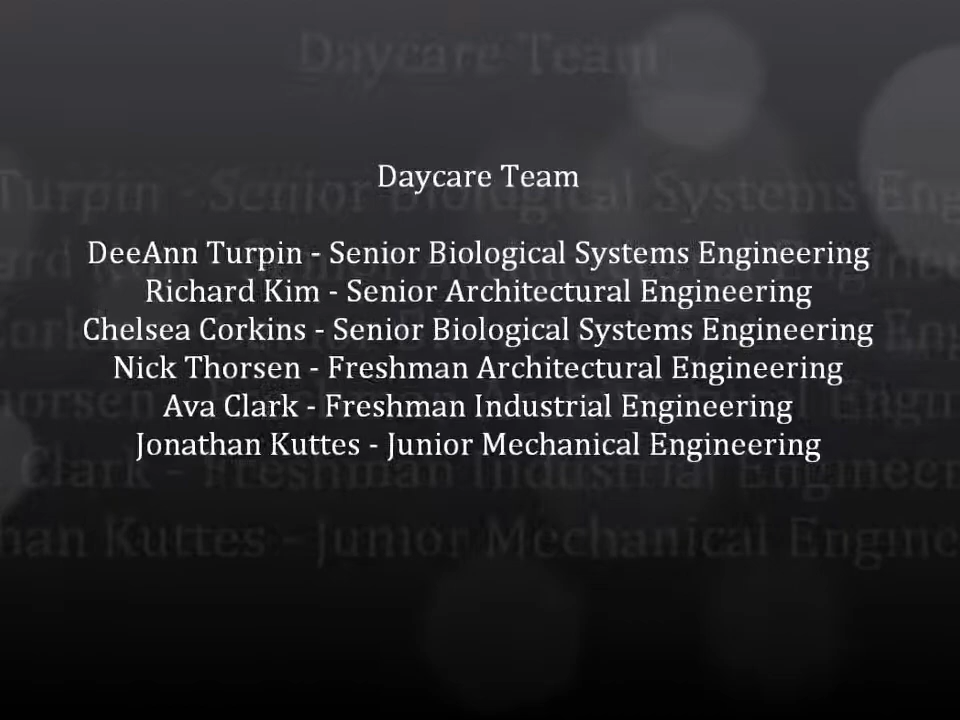 Daycare Team
DeeAnn Turpin - Senior Biological Systems Engineering
Richard Kim - Senior Architectural Engineering
Chelsea Corkins - Senior Biological Systems Engineering
Nick Thorsen - Freshman Architectural Engineering
Ava Clark - Freshman Industrial Engineering
Jonathan Kuttes - Junior Mechanical Engineering